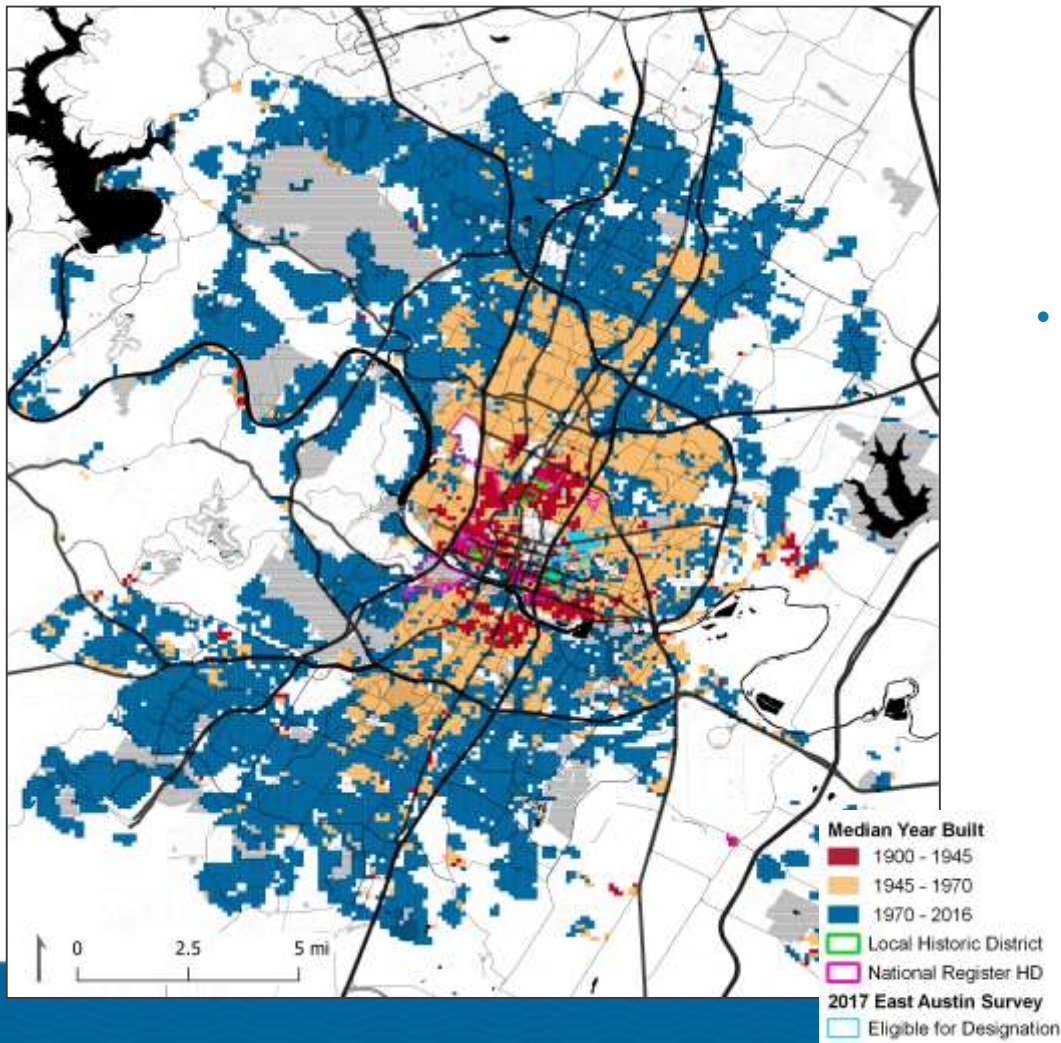 Median Year Built
1900 - 1945
1945 - 1970
1970 - 2016
Local Historic District
National Register HD
2017 East Austin Survey
Eligible for Designation
0 2.5 5 mi